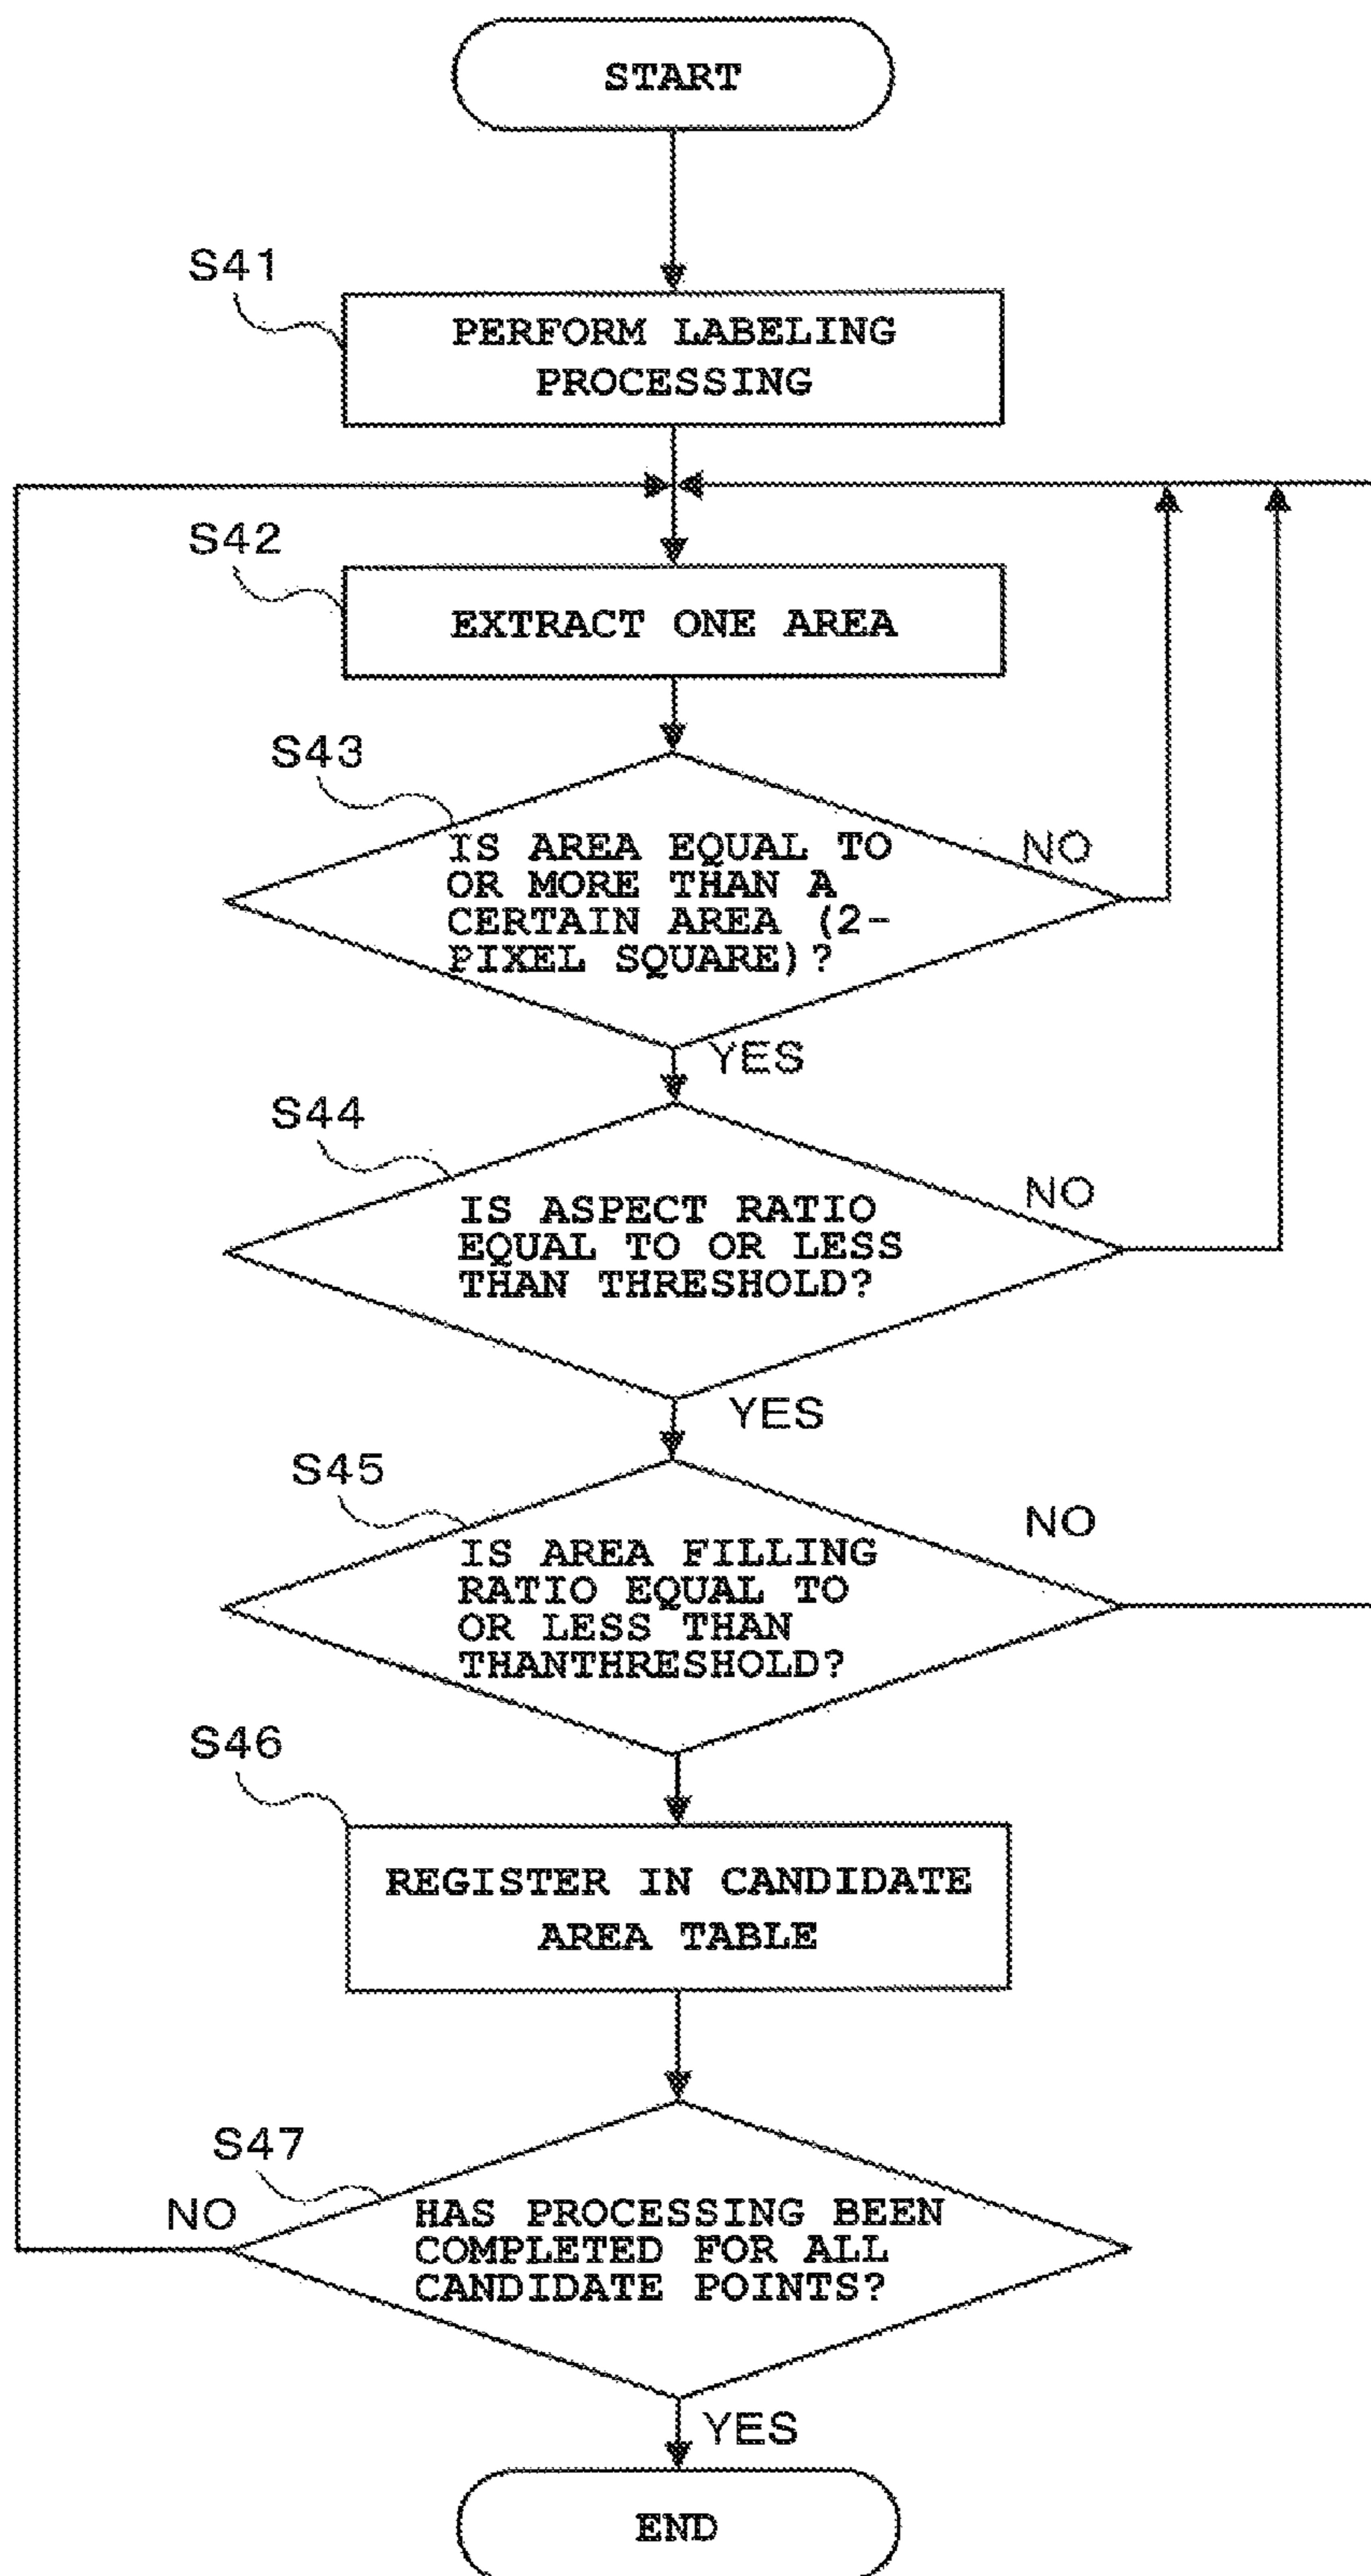 START
S41
PERFORM LABELING
PROCESSING
S42
EXTRACT ONE AREA
S43
IS AREA EQUAL TO
OR MORE THAN A
CERTAIN AREA (2-
PIXEL SQUARE)?
NO
YES
S44
IS ASPECT RATIO
EQUAL TO OR LESS
THAN THRESHOLD?
NO
YES
S45
IS AREA FILLING
RATIO EQUAL TO
OR LESS THAN
THANTHRESHOLD?
NO
S46
REGISTER IN CANDIDATE
AREA TABLE
S47
NO
HAS PROCESSING BEEN
COMPLETED FOR ALL
CANDIDATE POINTS?
YES
END